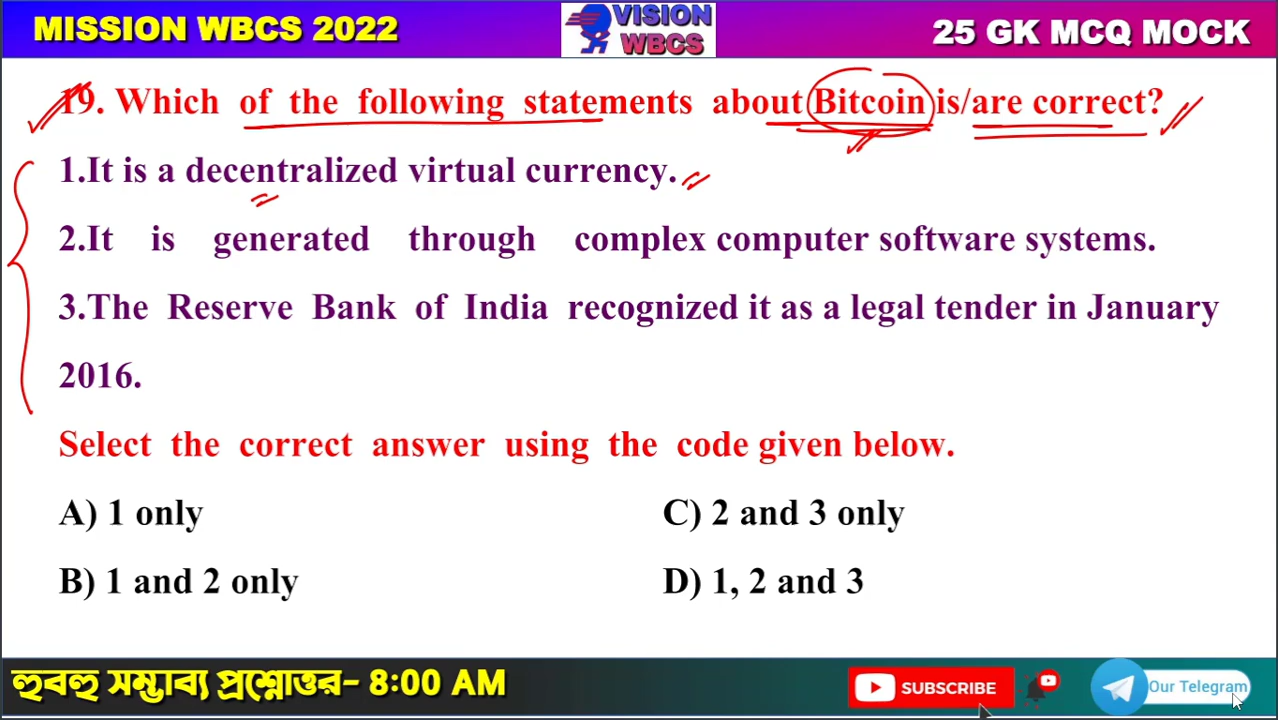 MISSION WBCS 2022
VISION
WBCS
25 GK MCQ MOCK
19. Which of the following statements about Bitcoin is/are correct?
1.It is a decentralized virtual currency.
2.It is generated through complex computer software systems.
3.The Reserve Bank of India recognized it as a legal tender in January
2016.
Select the correct answer using the code given below.
A) 1 only
C) 2 and 3 only
B) 1 and 2 only
D) 1, 2 and 3
হুবহু সম্ভাব্য প্রশ্নোত্তর- 8:00 AM
SUBSCRIBE
Our Telegram